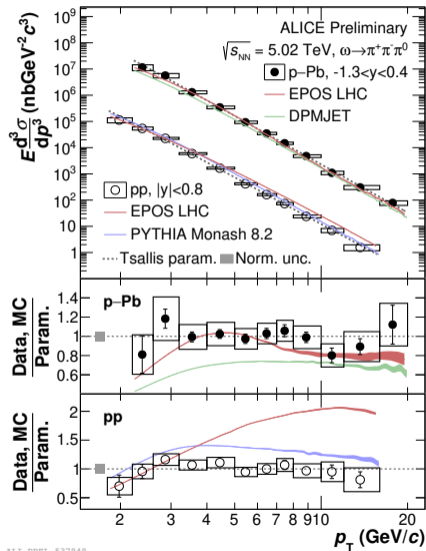 ALICE Preliminary
√sNN = 5.02 TeV, ω→π⁺π⁻π⁰
p–Pb, -1.3<y<0.4
EPOS LHC
DPMJET
E d³σ/dp³ (nbGeV⁻²c³)
10⁹
10⁸
10⁷
10⁶
10⁵
10⁴
10³
10²
10
1
pp, |y|<0.8
EPOS LHC
PYTHIA Monash 8.2
Tsallis param. Norm. unc.
p–Pb
Data, MC
Param.
1.4
1.2
1
0.8
0.6
pp
Data, MC
Param.
2
1.5
1
0.5
2 3 4 5 6 7 8 910 20
pT (GeV/c)